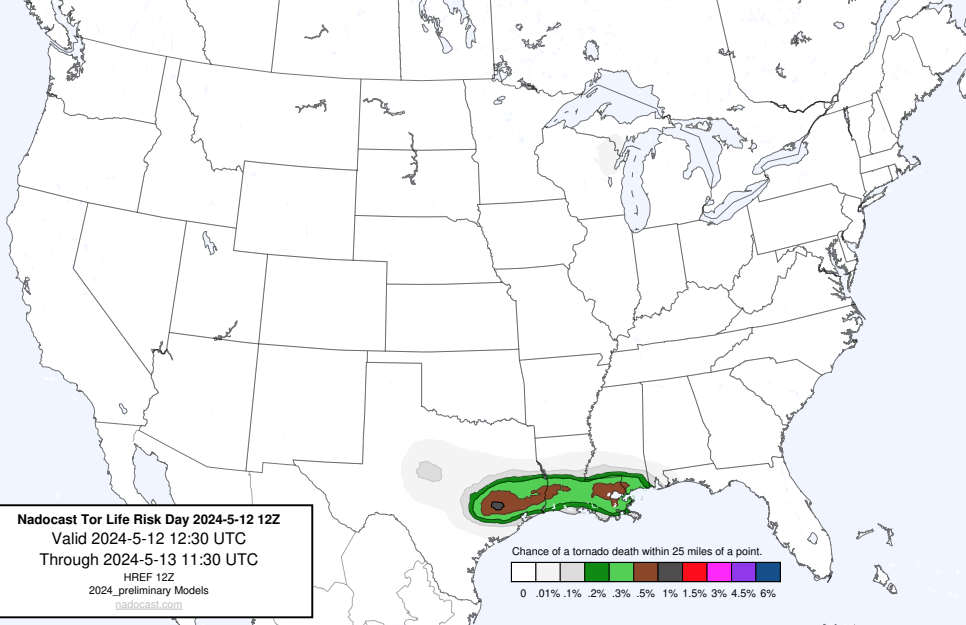 Nadocast Tor Life Risk Day 2024-5-12 12Z
Valid 2024-5-12 12:30 UTC
Through 2024-5-13 11:30 UTC
HREF 12Z
2024_preliminary Models
nadocast.com
Chance of a tornado death within 25 miles of a point.
0 .01% .1% .2% .3% .5% 1% 1.5% 3% 4.5% 6%